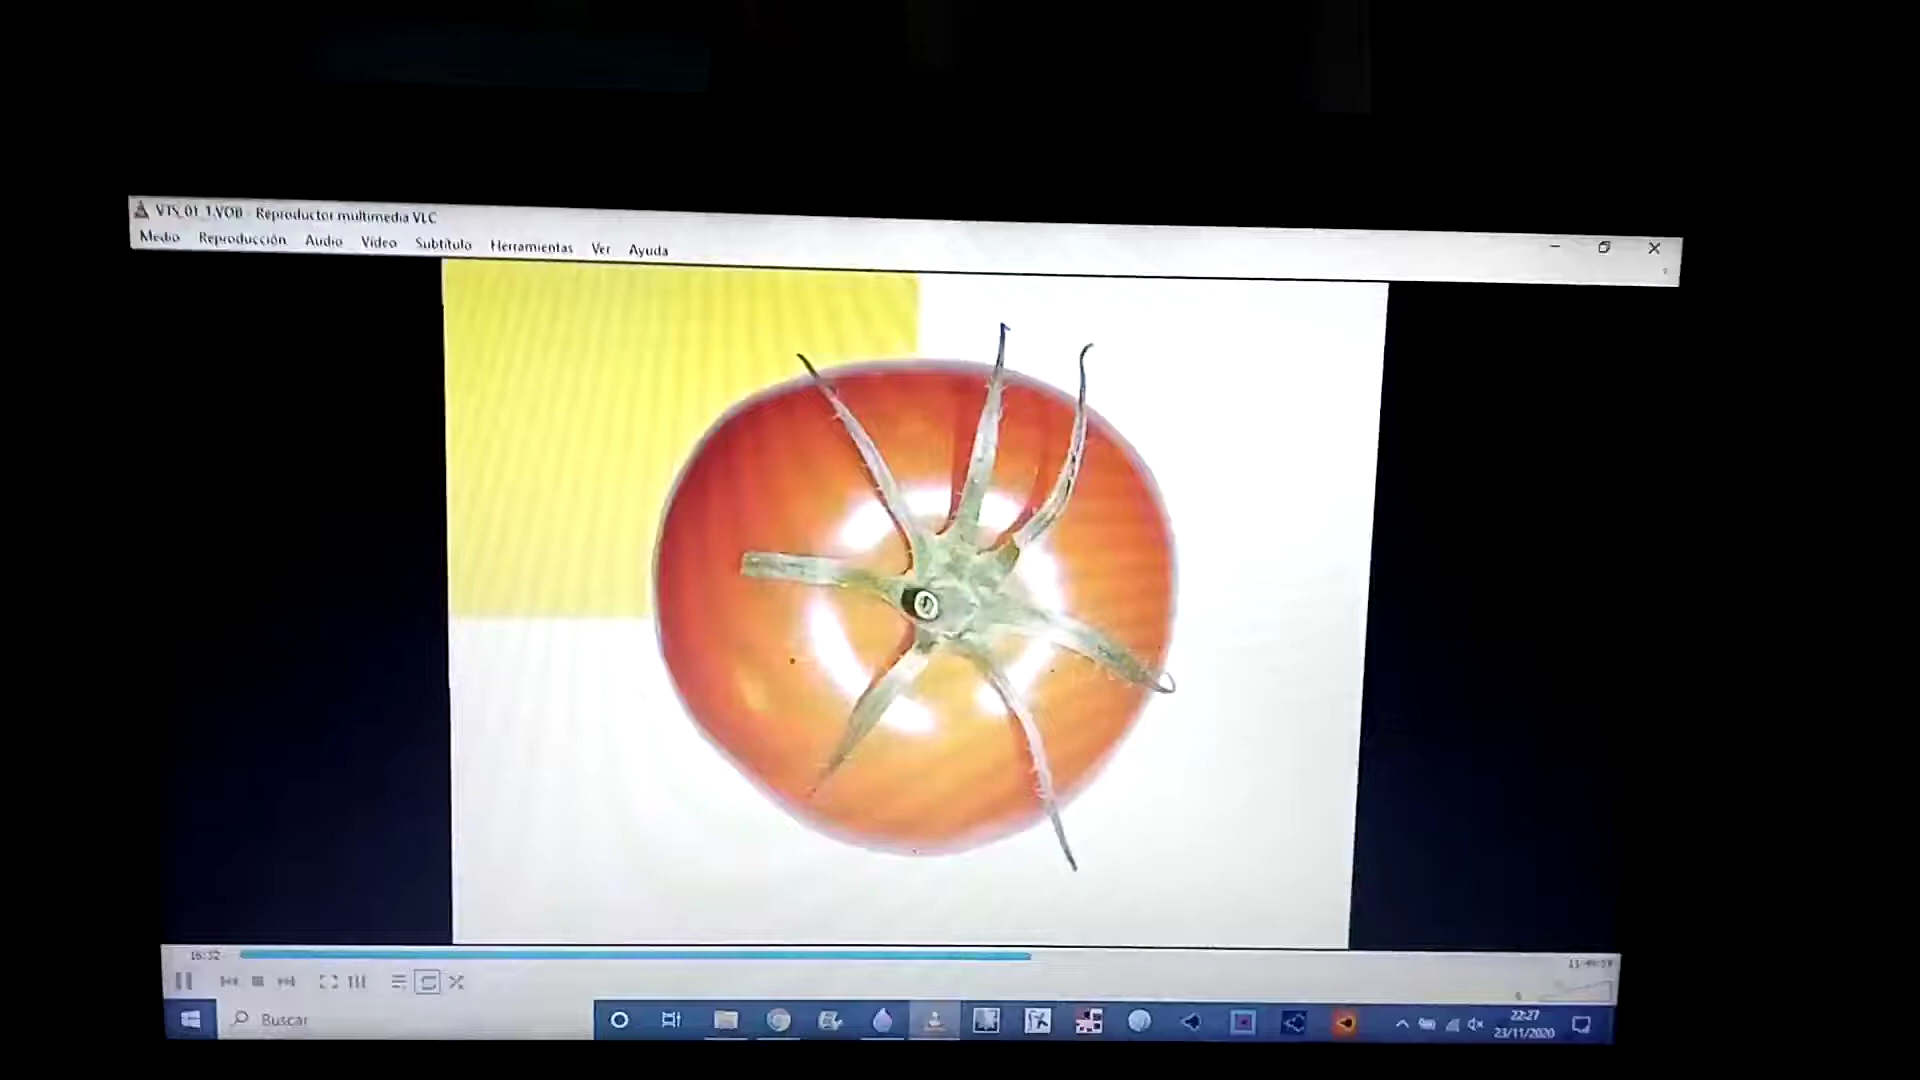 VTS_01_1.VOB - Reproductor multimedia VLC
Medio Reproducción Audio Vídeo Subtítulo Herramientas Ver Ayuda
16:32
Buscar
22:27
23/11/2020